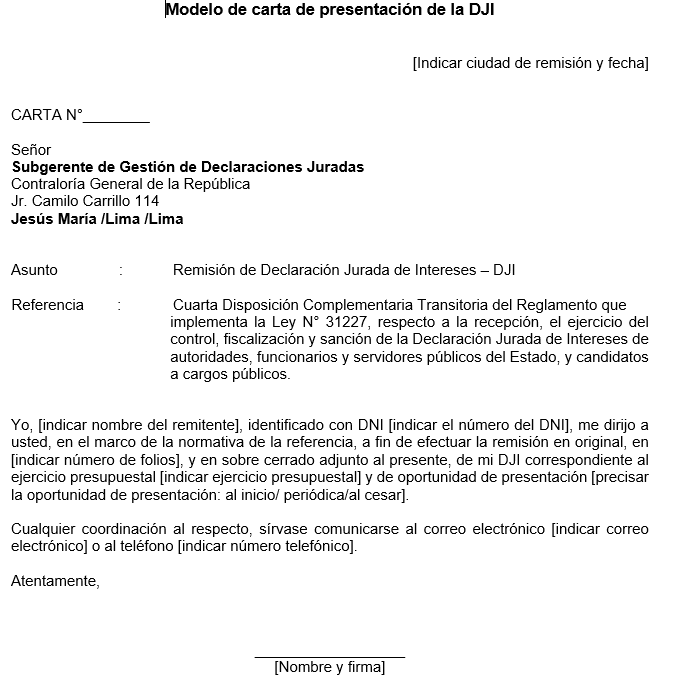 Modelo de carta de presentación de la DJI
[Indicar ciudad de remisión y fecha]
CARTA N°________
Señor
Subgerente de Gestión de Declaraciones Juradas
Contraloría General de la República
Jr. Camilo Carrillo 114
Jesús María /Lima /Lima
Asunto : Remisión de Declaración Jurada de Intereses – DJI
Referencia : Cuarta Disposición Complementaria Transitoria del Reglamento que
implementa la Ley N° 31227, respecto a la recepción, el ejercicio del
control, fiscalización y sanción de la Declaración Jurada de Intereses de
autoridades, funcionarios y servidores públicos del Estado, y candidatos
a cargos públicos.
Yo, [indicar nombre del remitente], identificado con DNI [indicar el número del DNI], me dirijo a
usted, en el marco de la normativa de la referencia, a fin de efectuar la remisión en original, en
[indicar número de folios], y en sobre cerrado adjunto al presente, de mi DJI correspondiente al
ejercicio presupuestal [indicar ejercicio presupuestal] y de oportunidad de presentación [precisar
la oportunidad de presentación: al inicio/ periódica/al cesar].
Cualquier coordinación al respecto, sírvase comunicarse al correo electrónico [indicar correo
electrónico] o al teléfono [indicar número telefónico].
Atentamente,
__________________
[Nombre y firma]